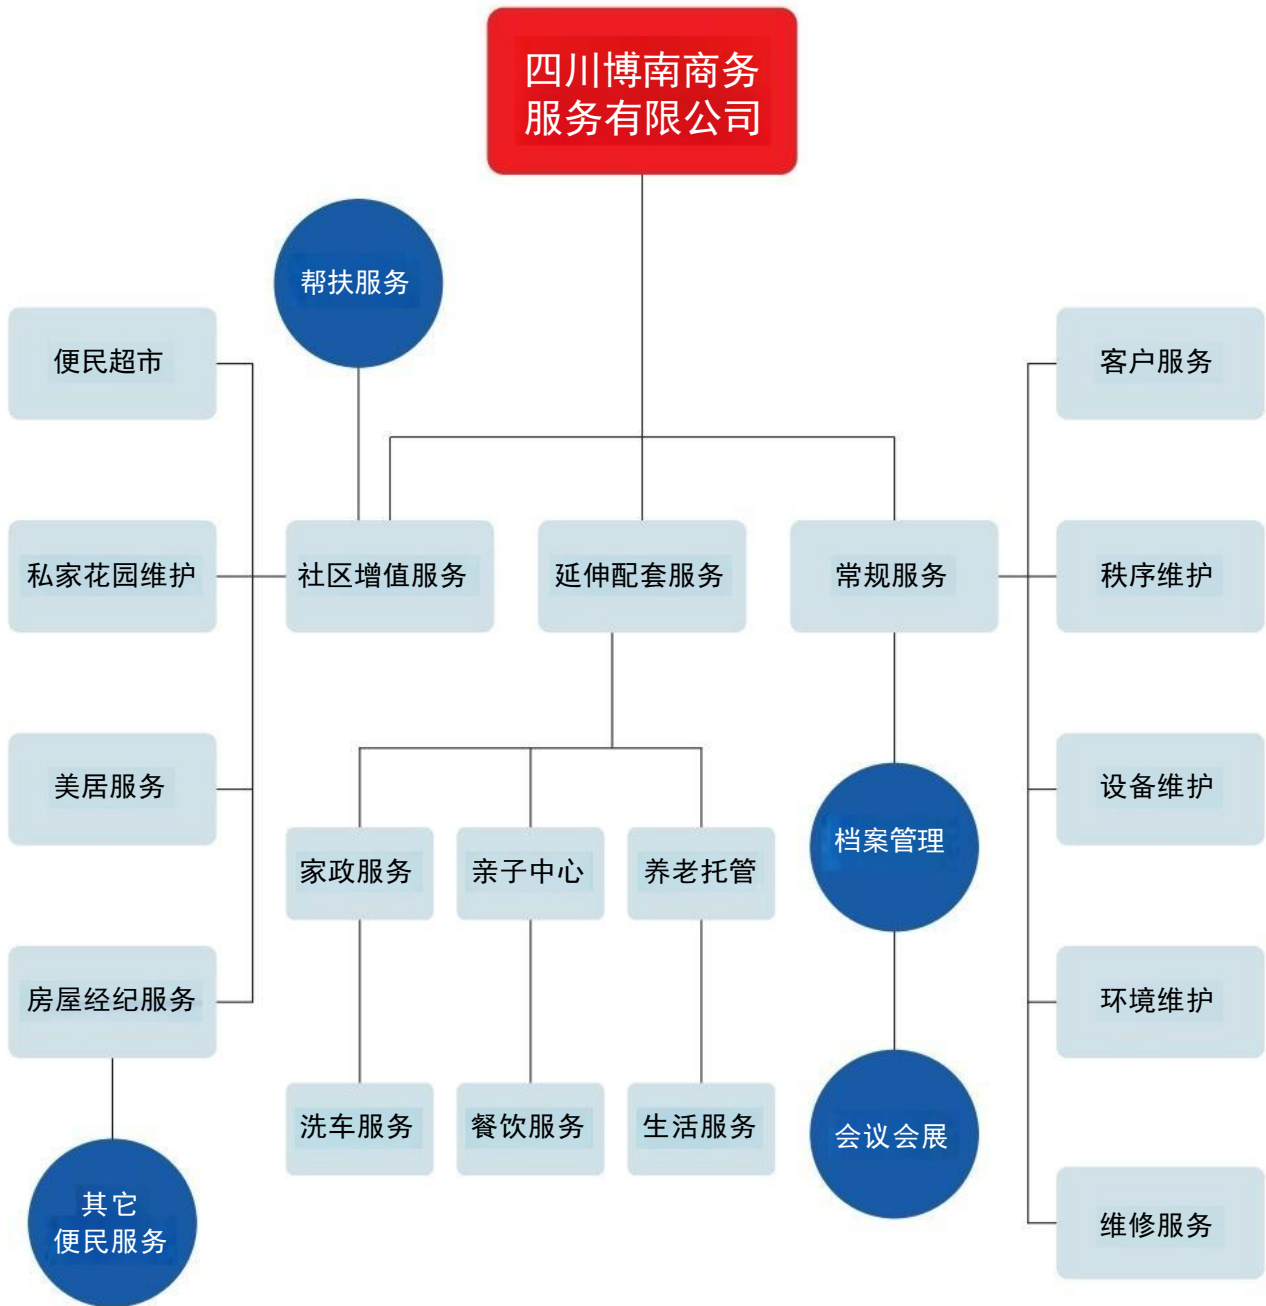 四川博南商务
服务有限公司
帮扶服务
便民超市
客户服务
私家花园维护
社区增值服务
延伸配套服务
常规服务
秩序维护
美居服务
设备维护
家政服务
亲子中心
养老托管
档案管理
房屋经纪服务
环境维护
洗车服务
餐饮服务
生活服务
会议会展
其它
便民服务
维修服务